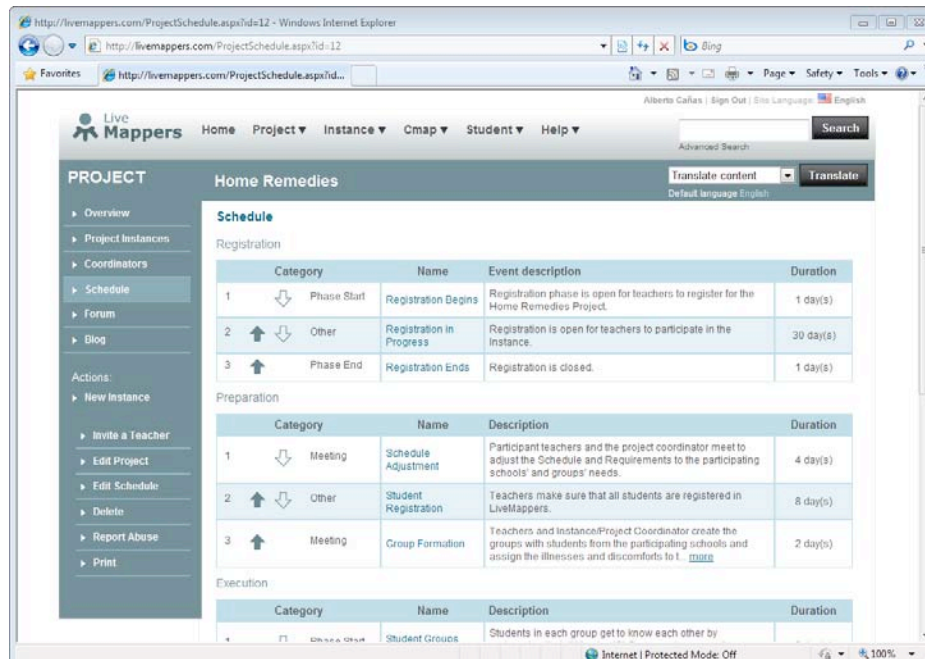 http://livemappers.com/ProjectSchedule.aspx?id=12 - Windows Internet Explorer
http://livemappers.com/ProjectSchedule.aspx?id=12
Bing
Favorites
http://livemappers.com/ProjectSchedule.aspx?id...
Page Safety Tools
Alberto Cañas | Sign Out | Site Language: English
Live
Mappers
Home Project Instance Cmap Student Help
Search
Advanced Search
PROJECT
Home Remedies
Translate content Translate
Default language English
Overview
Project Instances
Coordinators
Schedule
Forum
Blog
Actions:
New Instance
Invite a Teacher
Edit Project
Edit Schedule
Delete
Report Abuse
Print
Schedule
Registration
Category Name Event description Duration
1 Phase Start Registration Begins Registration phase is open for teachers to register for the
Home Remedies Project. 1 day(s)
2 Other Registration in
Progress Registration is open for teachers to participate in the
Instance. 30 day(s)
3 Phase End Registration Ends Registration is closed. 1 day(s)
Preparation
Category Name Description Duration
1 Meeting Schedule
Adjustment Participant teachers and the project coordinator meet to
adjust the Schedule and Requirements to the participating
schools' and groups' needs. 4 day(s)
2 Other Student
Registration Teachers make sure that all students are registered in
LiveMappers. 8 day(s)
3 Meeting Group Formation Teachers and Instance/Project Coordinator create the
groups with students from the participating schools and
assign the illnesses and discomforts to t... more 2 day(s)
Execution
Category Name Description Duration
1 Phase Start Student Groups Students in each group get to know each other by
Internet | Protected Mode: Off 100%